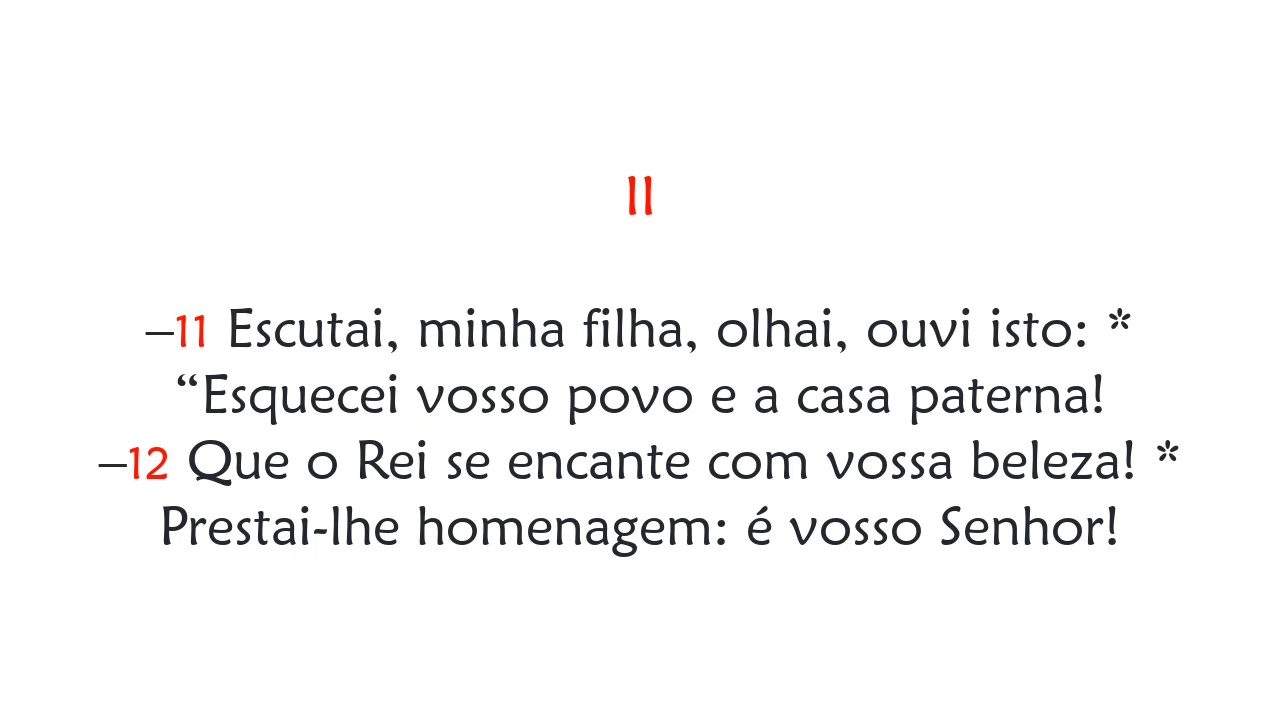 II
–11 Escutai, minha filha, olhai, ouvi isto: *
“Esquecei vosso povo e a casa paterna!
–12 Que o Rei se encante com vossa beleza! *
Prestai-lhe homenagem: é vosso Senhor!